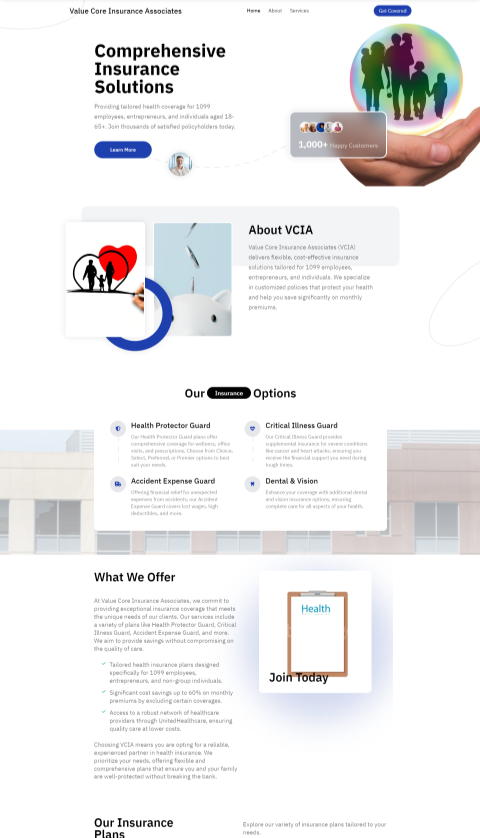 Value Core Insurance Associates
Home About Services
Get Covered
Comprehensive
Insurance
Solutions
Providing tailored health coverage for 1099
employees, entrepreneurs, and individuals aged 18-
65+. Join thousands of satisfied policyholders today.
Learn More
1,000+ Happy Customers
About VCIA
Value Core Insurance Associates (VCIA)
delivers flexible, cost-effective insurance
solutions tailored for 1099 employees,
entrepreneurs, and individuals. We specialize
in customized policies that protect your health
and help you save significantly on monthly
premiums.
Our Insurance Options
Health Protector Guard
Our Health Protector Guard plans offer
comprehensive coverage for wellness, office
visits, and prescriptions. Choose from Choice,
Select, Preferred, or Premier options to best
suit your needs.
Critical Illness Guard
Our Critical Illness Guard provides
supplemental insurance for severe conditions
like cancer and heart attacks, ensuring you
receive the financial support you need during
tough times.
Accident Expense Guard
Offering financial relief for unexpected
expenses from accidents, our Accident
Expense Guard covers lost wages, high
deductibles, and more.
Dental & Vision
Enhance your coverage with additional dental
and vision insurance options, ensuring
complete care for all aspects of your health.
What We Offer
At Value Core Insurance Associates, we commit to
providing exceptional insurance coverage that meets
the unique needs of our clients. Our services include
a variety of plans like Health Protector Guard, Critical
Illness Guard, Accident Expense Guard, and more.
We aim to provide savings without compromising on
the quality of care.
Tailored health insurance plans designed
specifically for 1099 employees,
entrepreneurs, and non-group individuals.
Significant cost savings up to 60% on monthly
premiums by excluding certain coverages.
Access to a robust network of healthcare
providers through UnitedHealthcare, ensuring
quality care at lower costs.
Choosing VCIA means you are opting for a reliable,
experienced partner in health insurance. We
prioritize your needs, offering flexible and
comprehensive plans that ensure you and your family
are well-protected without breaking the bank.
Health
Join Today
Our Insurance
Plans
Explore our variety of insurance plans tailored to your
needs.